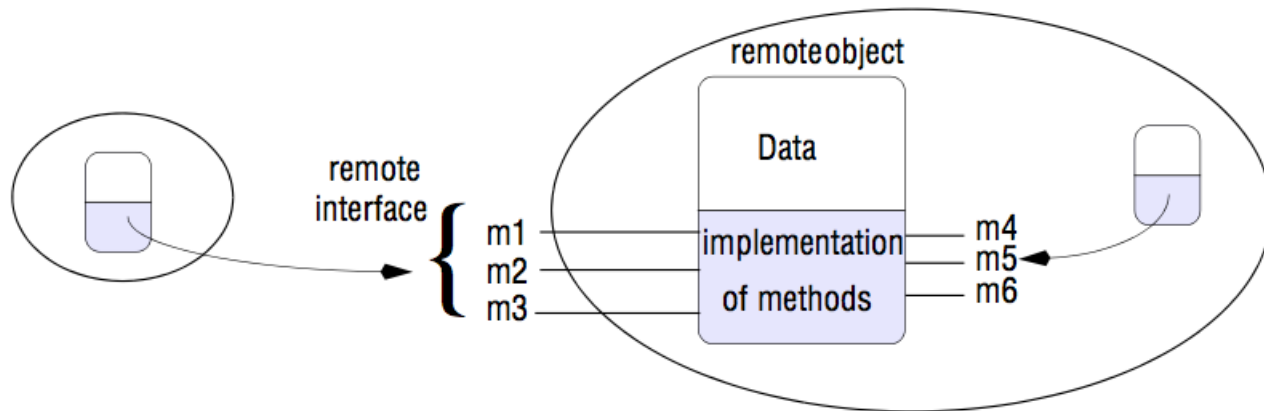 remoteobject
Data
remote
interface
{
m1
m2
m3
implementation
of methods
m4
m5
m6